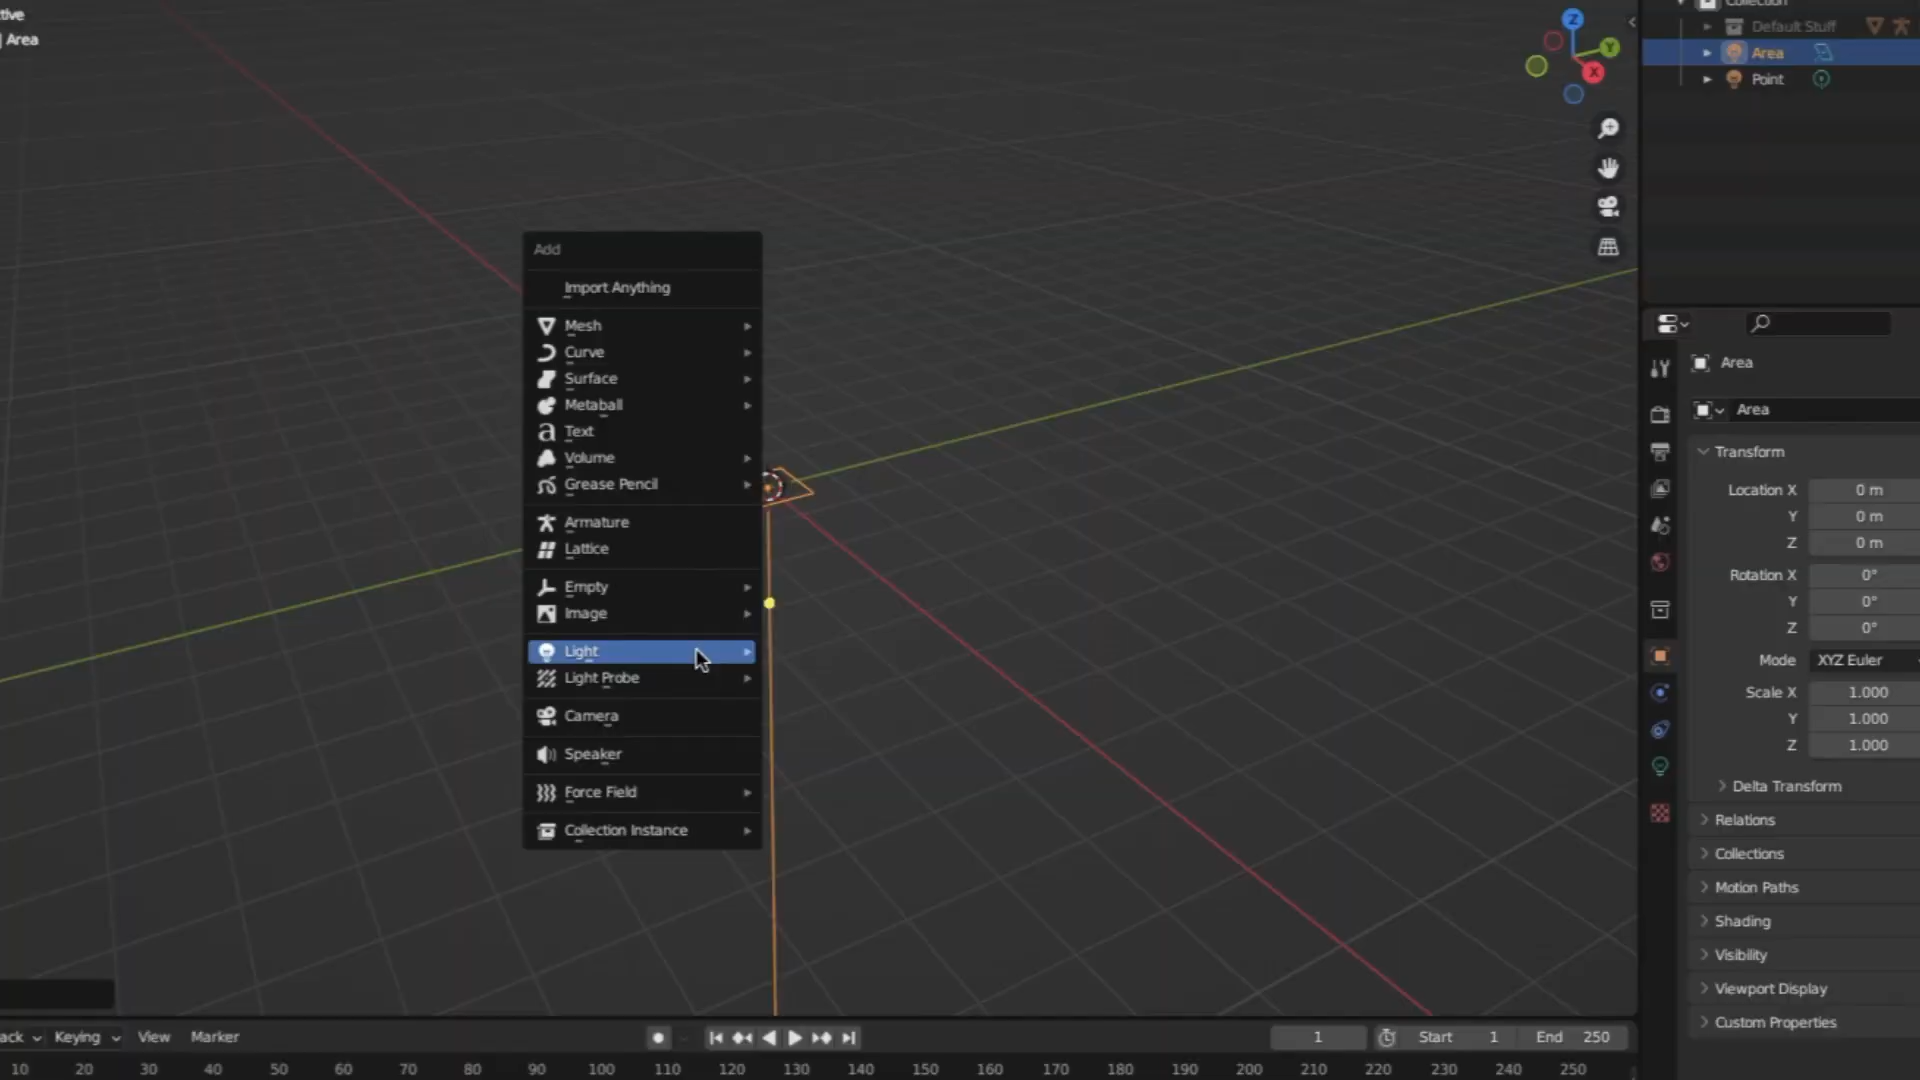 tive
| Area
Z
Y
X
Collection
Default Stuff
Area
Point
Add
Import Anything
Mesh
Curve
Surface
Metaball
Text
Volume
Grease Pencil
Armature
Lattice
Empty
Image
Light
Light Probe
Camera
Speaker
Force Field
Collection Instance
Area
Area
Transform
Location X 0 m
Y 0 m
Z 0 m
Rotation X 0°
Y 0°
Z 0°
Mode XYZ Euler
Scale X 1.000
Y 1.000
Z 1.000
Delta Transform
Relations
Collections
Motion Paths
Shading
Visibility
Viewport Display
Custom Properties
ack Keying View Marker 1 Start 1 End 250
10 20 30 40 50 60 70 80 90 100 110 120 130 140 150 160 170 180 190 200 210 220 230 240 250